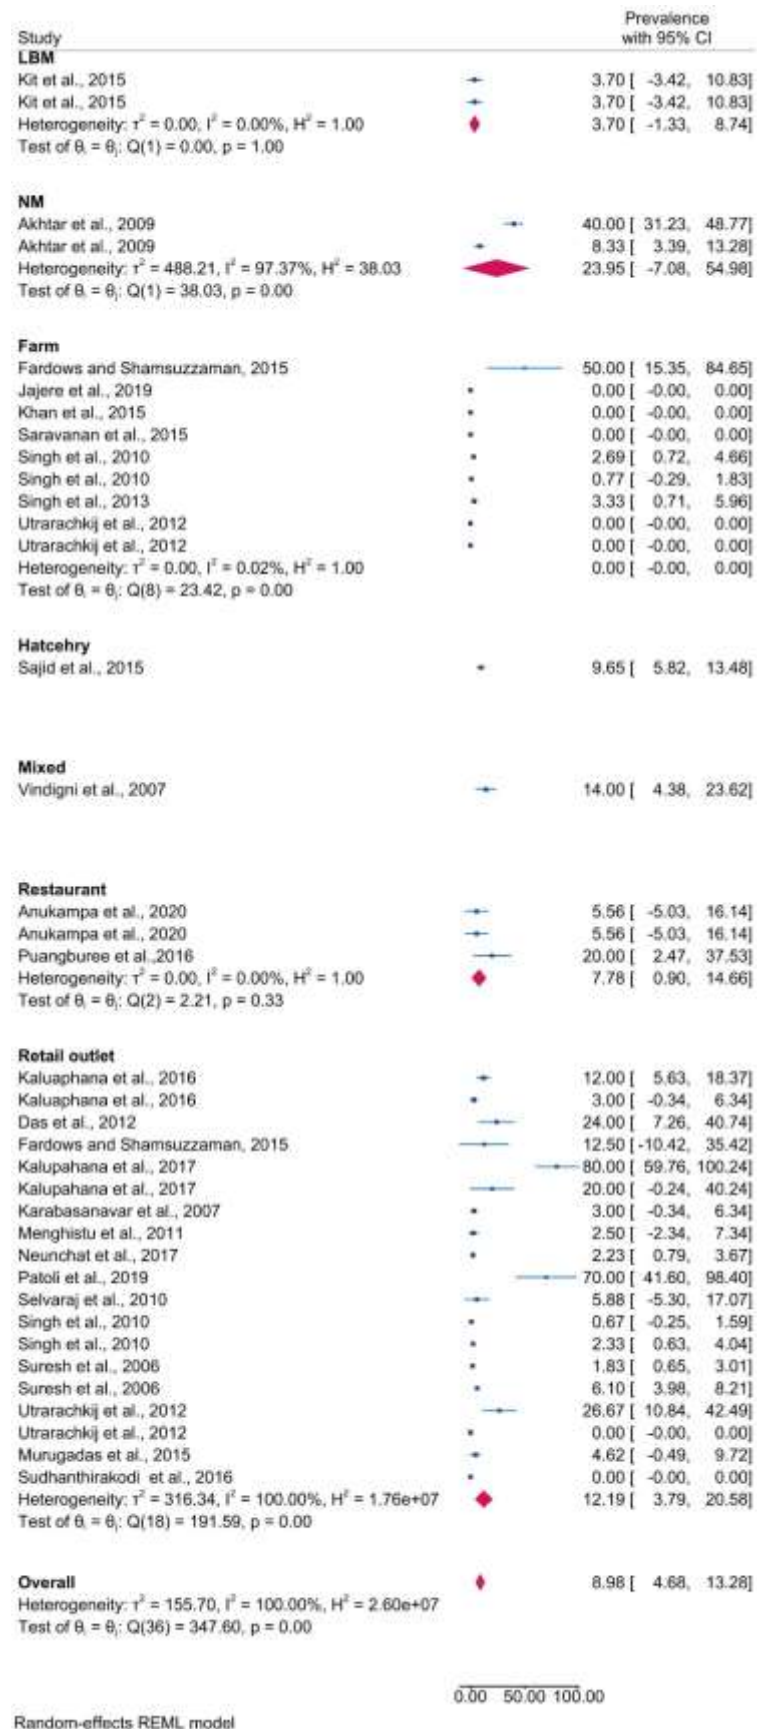 Prevalence
Study with 95% CI
LBM
Kit et al., 2015 3.70 [ -3.42, 10.83]
Kit et al., 2015 3.70 [ -3.42, 10.83]
Heterogeneity: τ² = 0.00, I² = 0.00%, H² = 1.00 3.70 [ -1.33, 8.74]
Test of θᵢ = θⱼ: Q(1) = 0.00, p = 1.00
NM
Akhtar et al., 2009 40.00 [ 31.23, 48.77]
Akhtar et al., 2009 8.33 [ 3.39, 13.28]
Heterogeneity: τ² = 488.21, I² = 97.37%, H² = 38.03 23.95 [ -7.08, 54.98]
Test of θᵢ = θⱼ: Q(1) = 38.03, p = 0.00
Farm
Fardows and Shamsuzzaman, 2015 50.00 [ 15.35, 84.65]
Jajere et al., 2019 0.00 [ -0.00, 0.00]
Khan et al., 2015 0.00 [ -0.00, 0.00]
Saravanan et al., 2015 0.00 [ -0.00, 0.00]
Singh et al., 2010 2.69 [ 0.72, 4.66]
Singh et al., 2010 0.77 [ -0.29, 1.83]
Singh et al., 2013 3.33 [ 0.71, 5.96]
Utrarachkij et al., 2012 0.00 [ -0.00, 0.00]
Utrarachkij et al., 2012 0.00 [ -0.00, 0.00]
Heterogeneity: τ² = 0.00, I² = 0.02%, H² = 1.00 0.00 [ -0.00, 0.00]
Test of θᵢ = θⱼ: Q(8) = 23.42, p = 0.00
Hatcehry
Sajid et al., 2015 9.65 [ 5.82, 13.48]
Mixed
Vindigni et al., 2007 14.00 [ 4.38, 23.62]
Restaurant
Anukampa et al., 2020 5.56 [ -5.03, 16.14]
Anukampa et al., 2020 5.56 [ -5.03, 16.14]
Puangburee et al.,2016 20.00 [ 2.47, 37.53]
Heterogeneity: τ² = 0.00, I² = 0.00%, H² = 1.00 7.78 [ 0.90, 14.66]
Test of θᵢ = θⱼ: Q(2) = 2.21, p = 0.33
Retail outlet
Kaluaphana et al., 2016 12.00 [ 5.63, 18.37]
Kaluaphana et al., 2016 3.00 [ -0.34, 6.34]
Das et al., 2012 24.00 [ 7.26, 40.74]
Fardows and Shamsuzzaman, 2015 12.50 [ -10.42, 35.42]
Kalupahana et al., 2017 80.00 [ 59.76, 100.24]
Kalupahana et al., 2017 20.00 [ -0.24, 40.24]
Karabasanavar et al., 2007 3.00 [ -0.34, 6.34]
Menghistu et al., 2011 2.50 [ -2.34, 7.34]
Neunchat et al., 2017 2.23 [ 0.79, 3.67]
Patoli et al., 2019 70.00 [ 41.60, 98.40]
Selvaraj et al., 2010 5.88 [ -5.30, 17.07]
Singh et al., 2010 0.67 [ -0.25, 1.59]
Singh et al., 2010 2.33 [ 0.63, 4.04]
Suresh et al., 2006 1.83 [ 0.65, 3.01]
Suresh et al., 2006 6.10 [ 3.98, 8.21]
Utrarachkij et al., 2012 26.67 [ 10.84, 42.49]
Utrarachkij et al., 2012 0.00 [ -0.00, 0.00]
Murugadas et al., 2015 4.62 [ -0.49, 9.72]
Sudhanthirakodi et al., 2016 0.00 [ -0.00, 0.00]
Heterogeneity: τ² = 316.34, I² = 100.00%, H² = 1.76e+07 12.19 [ 3.79, 20.58]
Test of θᵢ = θⱼ: Q(18) = 191.59, p = 0.00
Overall 8.98 [ 4.68, 13.28]
Heterogeneity: τ² = 155.70, I² = 100.00%, H² = 2.60e+07
Test of θᵢ = θⱼ: Q(36) = 347.60, p = 0.00
0.00 50.00 100.00
Random-effects REML model